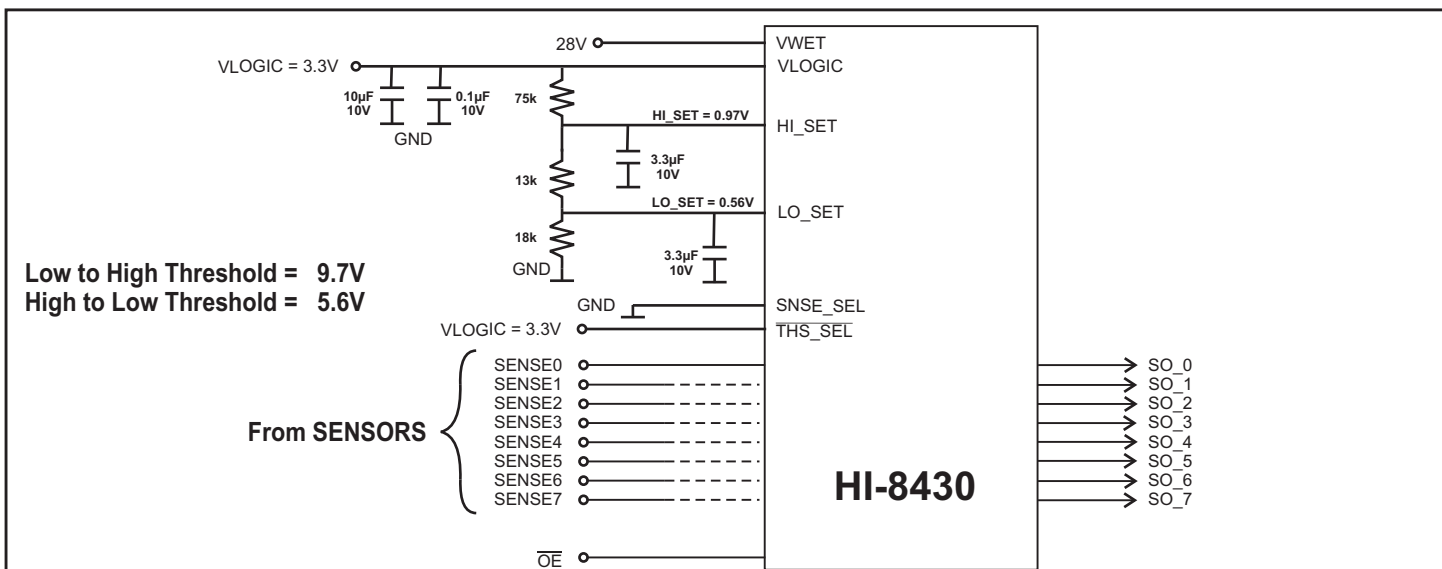 28V
VWET
VLOGIC = 3.3V
VLOGIC
10µF
10V
0.1µF
10V
75k
GND
HI_SET = 0.97V
HI_SET
3.3µF
10V
13k
LO_SET = 0.56V
LO_SET
18k
3.3µF
10V
GND
Low to High Threshold = 9.7V
High to Low Threshold = 5.6V
GND
SNSE_SEL
VLOGIC = 3.3V
THS_SEL
SENSE0
SO_0
SENSE1
SO_1
SENSE2
SO_2
SENSE3
SO_3
From SENSORS
SENSE4
SO_4
SENSE5
SO_5
SENSE6
SO_6
SENSE7
SO_7
HI-8430
OE